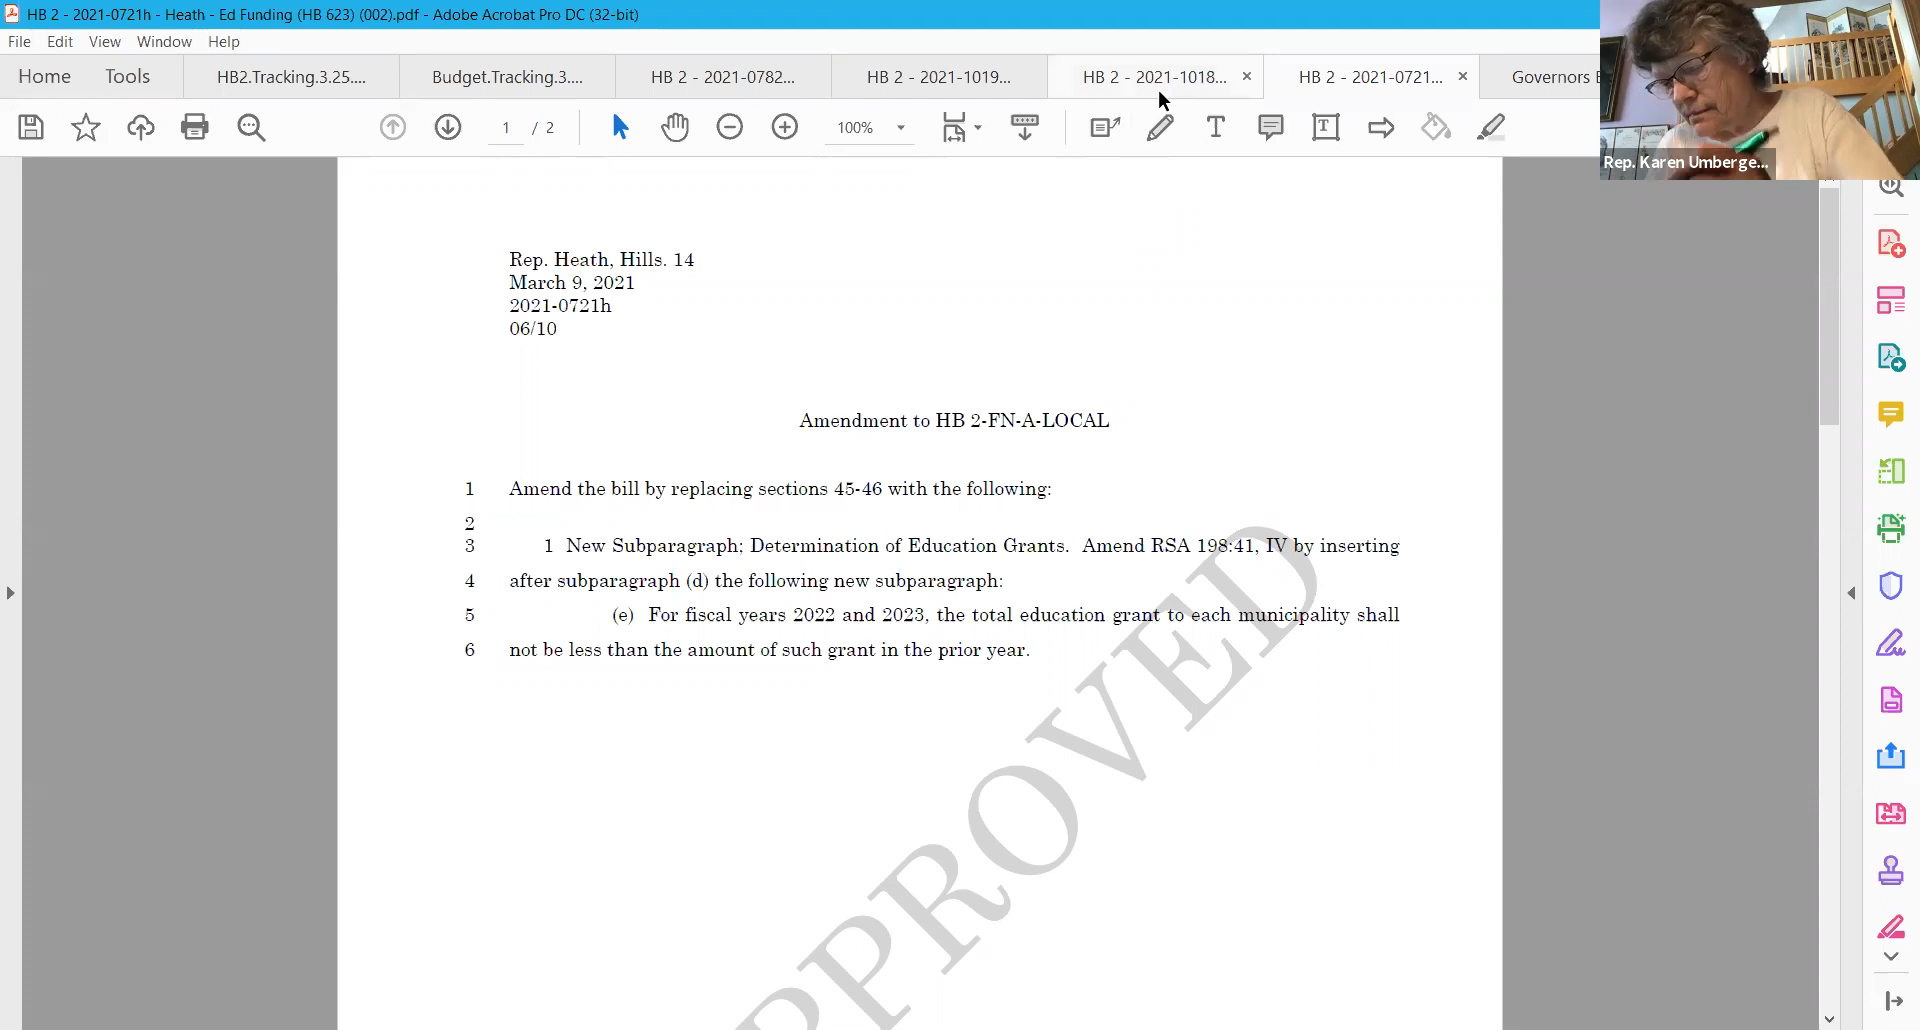 HB 2 - 2021-0721h - Heath - Ed Funding (HB 623) (002).pdf - Adobe Acrobat Pro DC (32-bit)
File Edit View Window Help
Home Tools HB2.Tracking.3.25.... Budget.Tracking.3.... HB 2 - 2021-0782... HB 2 - 2021-1019... HB 2 - 2021-1018... × HB 2 - 2021-0721... × Governors
1 / 2 100%
Rep. Karen Umberge...
Rep. Heath, Hills. 14
March 9, 2021
2021-0721h
06/10
Amendment to HB 2-FN-A-LOCAL
1 Amend the bill by replacing sections 45-46 with the following:
2
3 1 New Subparagraph; Determination of Education Grants. Amend RSA 198:41, IV by inserting
4 after subparagraph (d) the following new subparagraph:
5 (e) For fiscal years 2022 and 2023, the total education grant to each municipality shall
6 not be less than the amount of such grant in the prior year.
PPROVED